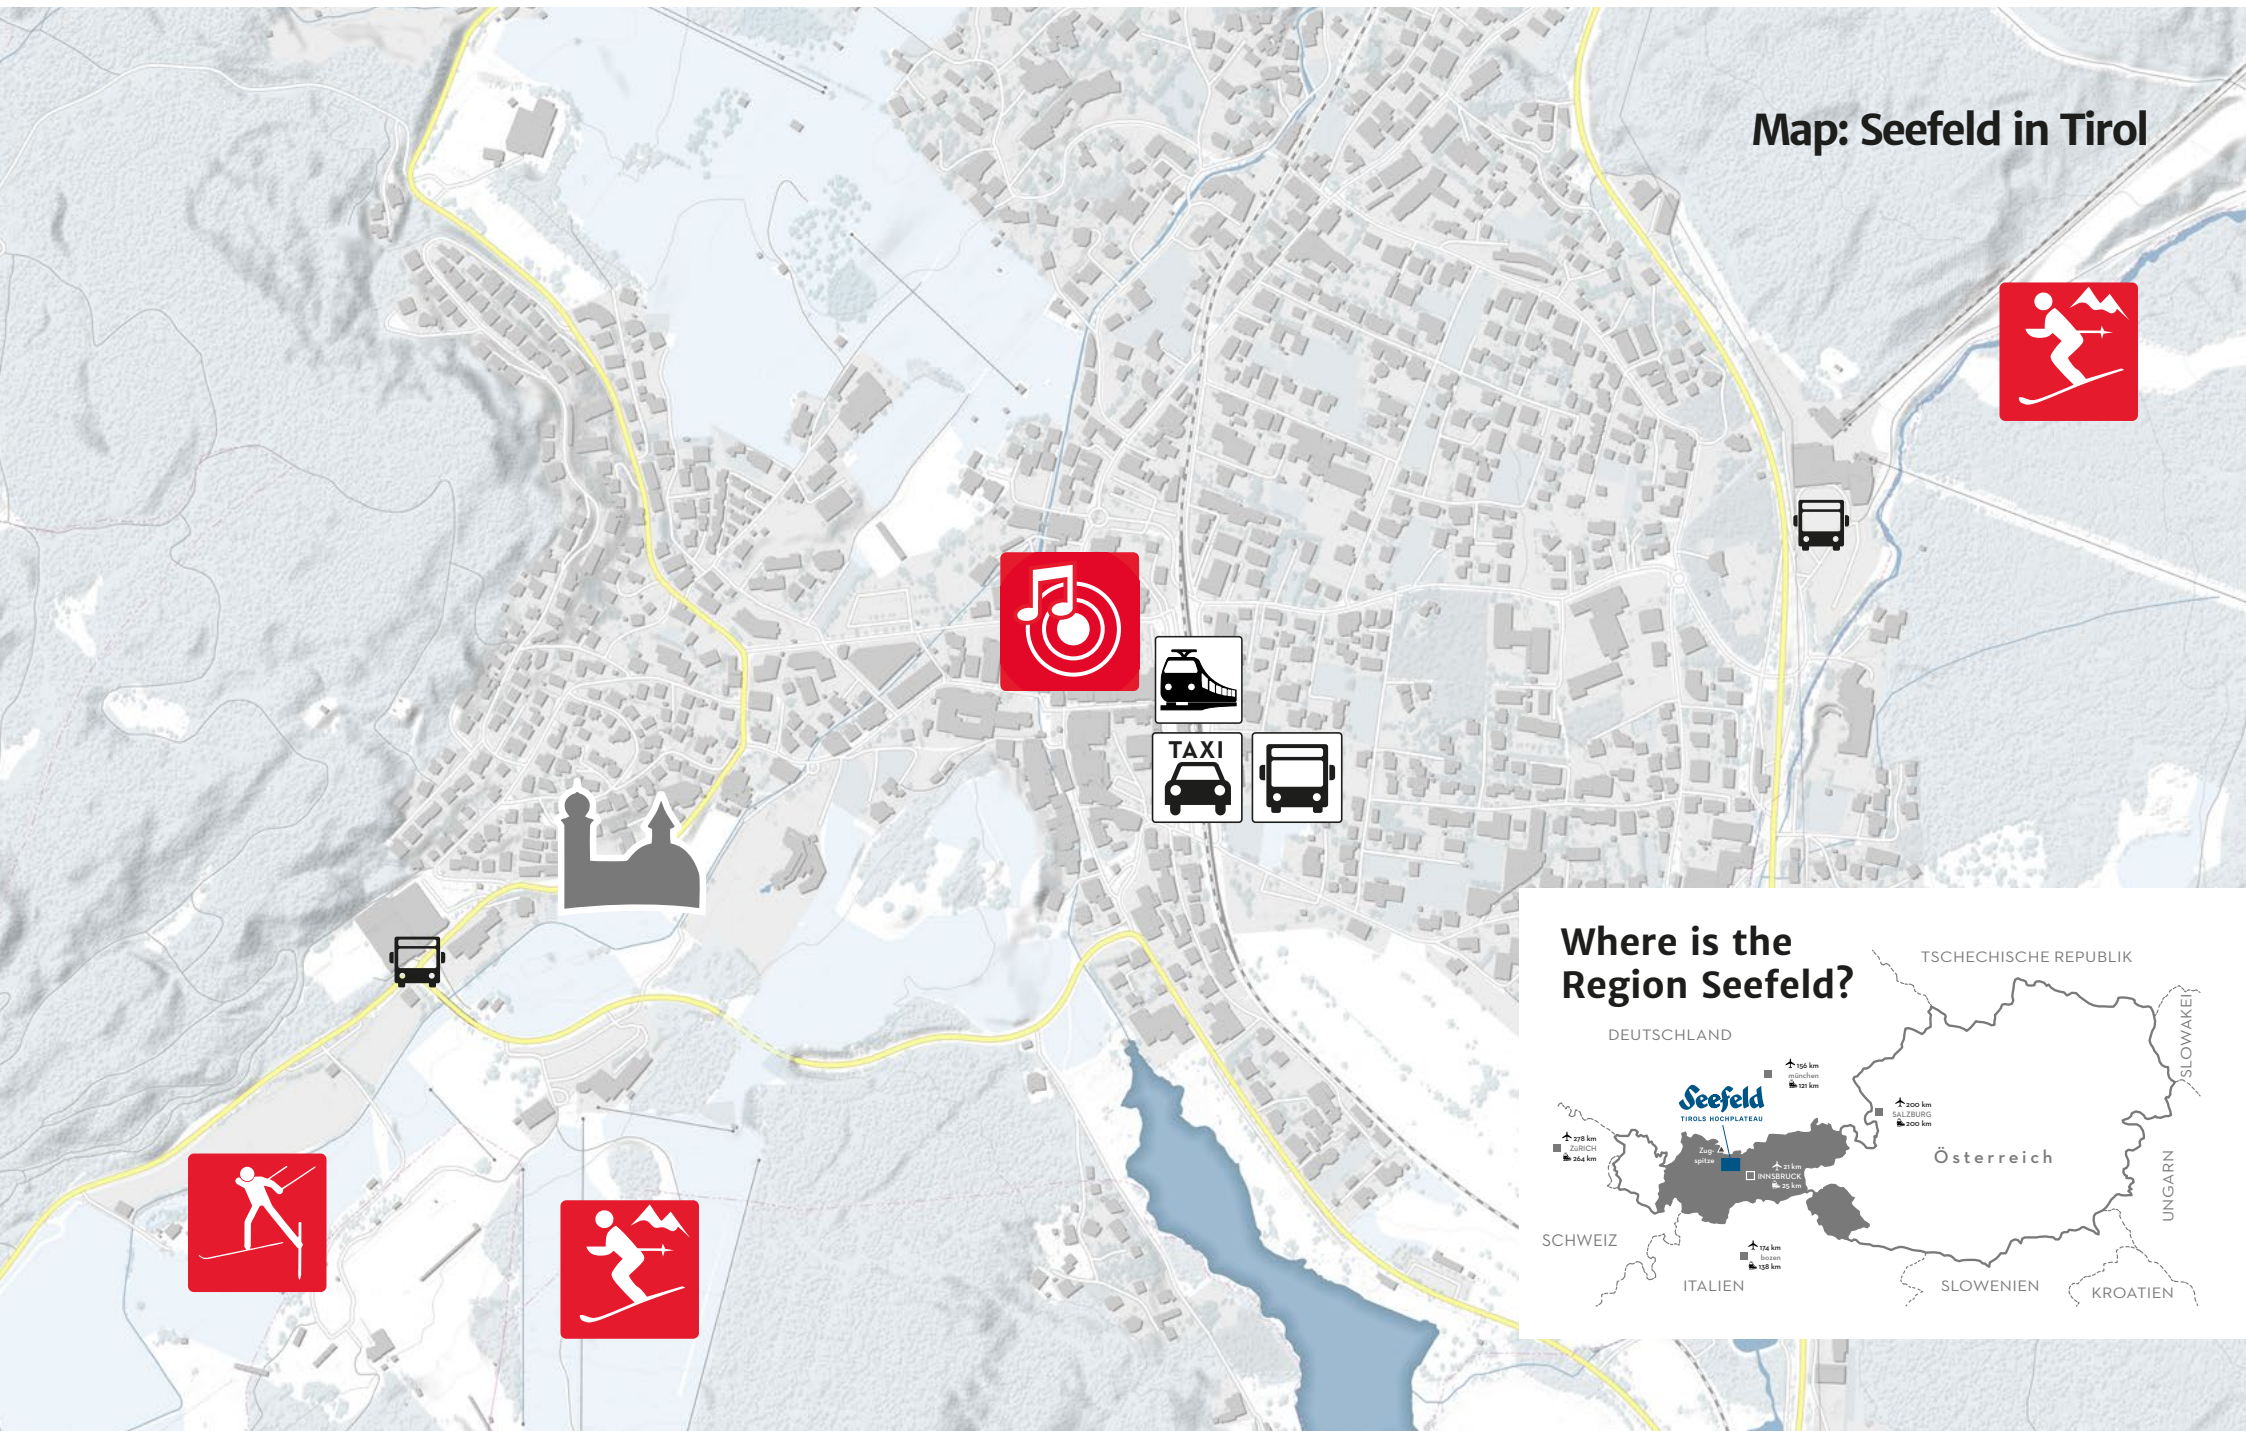 Map: Seefeld in Tirol
TAXI
Where is the
Region Seefeld?
TSCHECHISCHE REPUBLIK
SLOWAKEI
DEUTSCHLAND
156 km
münchen
121 km
Seefeld
TIROLS HOCHPLATEAU
200 km
SALZBURG
200 km
278 km
ZüRICH
264 km
Zug-
spitze
21 km
INNSBRUCK
25 km
Österreich
UNGARN
SCHWEIZ
174 km
bozen
138 km
ITALIEN
SLOWENIEN
KROATIEN